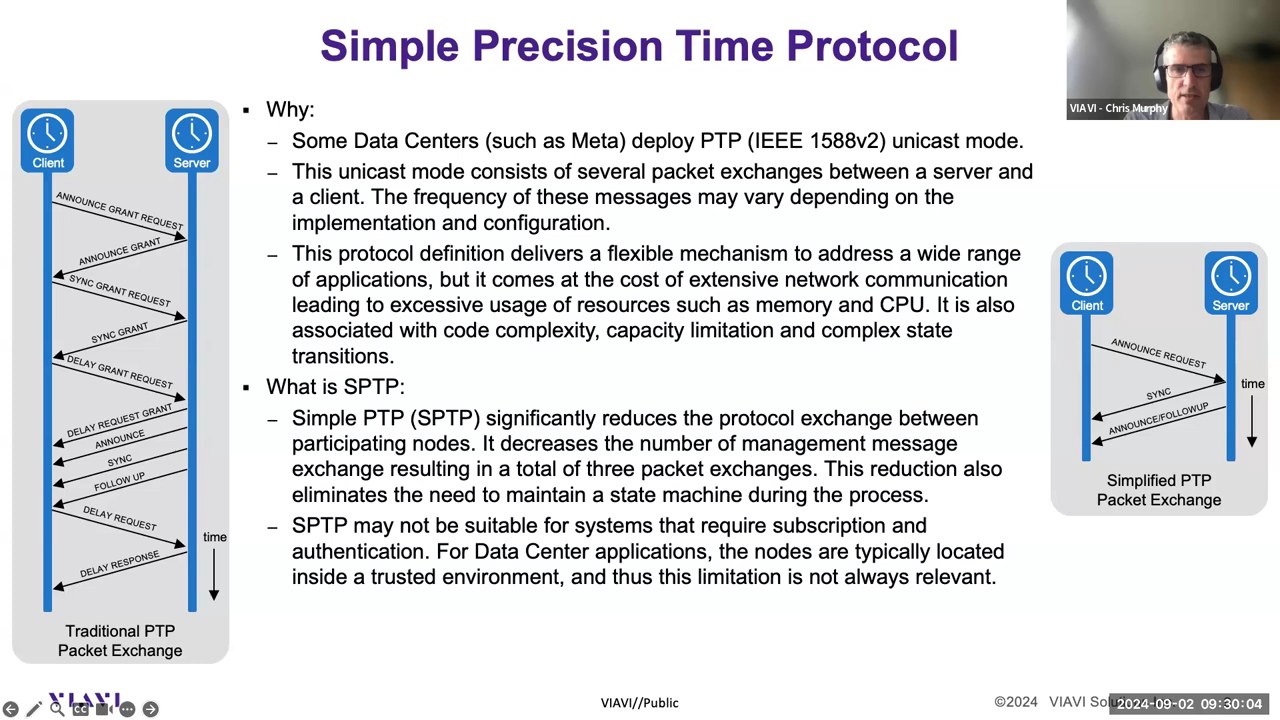 Simple Precision Time Protocol
VIAVI - Chris Murphy
Client
Server
ANNOUNCE GRANT REQUEST
ANNOUNCE GRANT
SYNC GRANT REQUEST
SYNC GRANT
DELAY GRANT REQUEST
DELAY REQUEST GRANT
ANNOUNCE
SYNC
FOLLOW UP
DELAY REQUEST
DELAY RESPONSE
time
Traditional PTP
Packet Exchange
▪ Why:
– Some Data Centers (such as Meta) deploy PTP (IEEE 1588v2) unicast mode.
– This unicast mode consists of several packet exchanges between a server and
a client. The frequency of these messages may vary depending on the
implementation and configuration.
– This protocol definition delivers a flexible mechanism to address a wide range
of applications, but it comes at the cost of extensive network communication
leading to excessive usage of resources such as memory and CPU. It is also
associated with code complexity, capacity limitation and complex state
transitions.
▪ What is SPTP:
– Simple PTP (SPTP) significantly reduces the protocol exchange between
participating nodes. It decreases the number of management message
exchange resulting in a total of three packet exchanges. This reduction also
eliminates the need to maintain a state machine during the process.
– SPTP may not be suitable for systems that require subscription and
authentication. For Data Center applications, the nodes are typically located
inside a trusted environment, and thus this limitation is not always relevant.
Client
Server
ANNOUNCE REQUEST
SYNC
ANNOUNCE/FOLLOWUP
time
Simplified PTP
Packet Exchange
VIAVI
CC
VIAVI//Public
©2024 VIAVI
2024-09-02 09:30:04